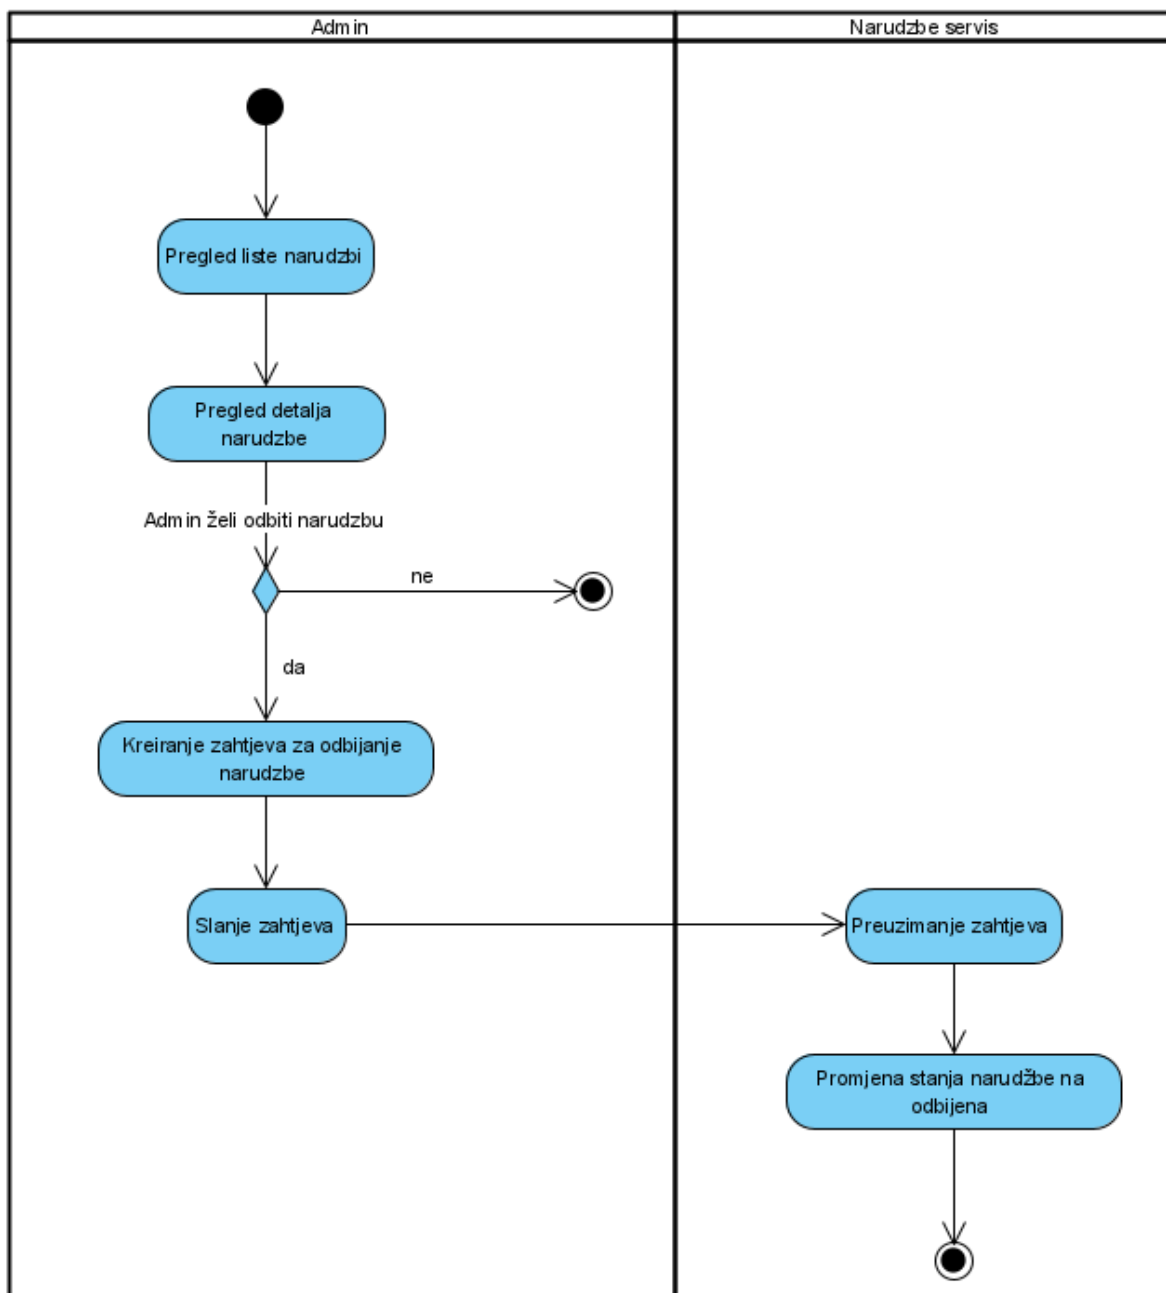 Admin
Narudzbe servis
Pregled liste narudzbi
Pregled detalja
narudzbe
Admin želi odbiti narudzbu
ne
da
Kreiranje zahtjeva za odbijanje
narudzbe
Slanje zahtjeva
Preuzimanje zahtjeva
Promjena stanja narudžbe na
odbijena